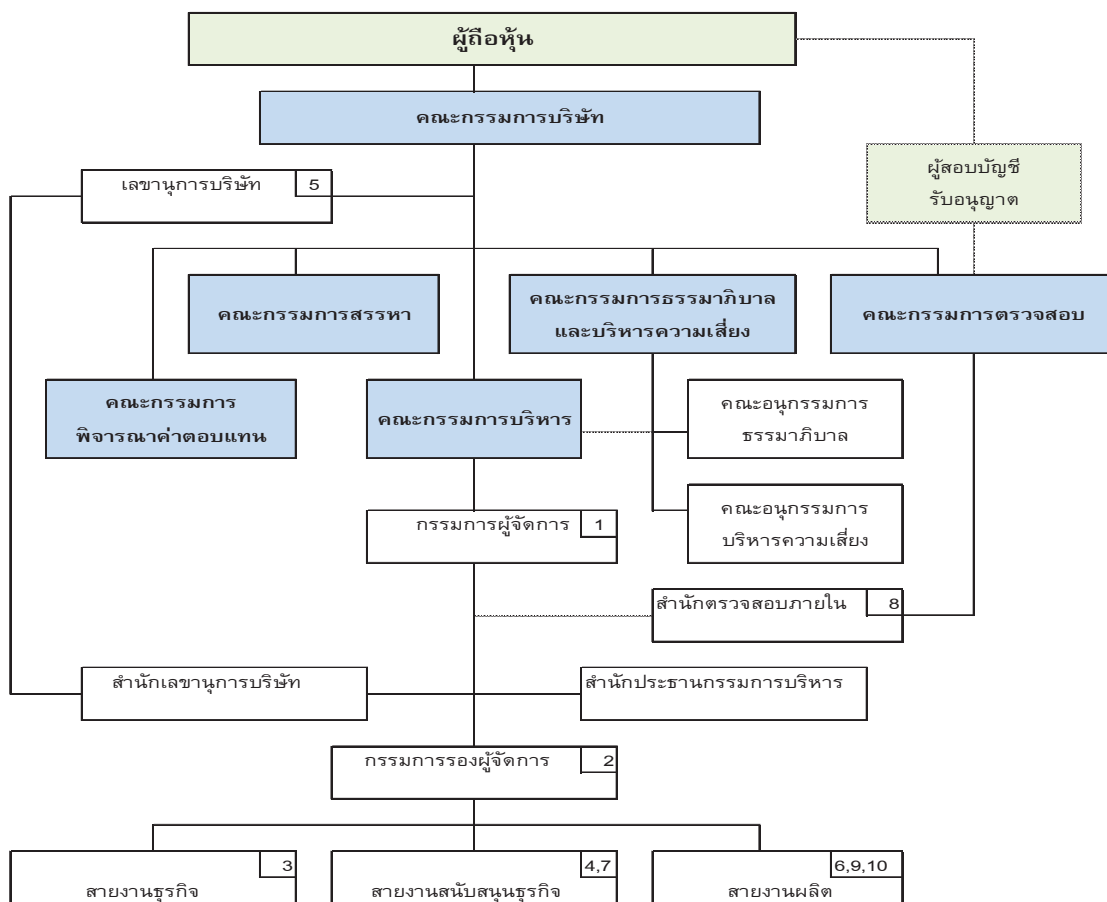 ผู้ถือหุ้น
คณะกรรมการบริษัท
ผู้สอบบัญชี
รับอนุญาต
เลขานุการบริษัท 5
คณะกรรมการสรรหา
คณะกรรมการธรรมาภิบาล
และบริหารความเสี่ยง
คณะกรรมการตรวจสอบ
คณะกรรมการ
พิจารณาค่าตอบแทน
คณะกรรมการบริหาร
คณะอนุกรรมการ
ธรรมาภิบาล
คณะอนุกรรมการ
บริหารความเสี่ยง
กรรมการผู้จัดการ 1
สำนักตรวจสอบภายใน 8
สำนักเลขานุการบริษัท
สำนักประธานกรรมการบริหาร
กรรมการรองผู้จัดการ 2
สายงานธุรกิจ 3
สายงานสนับสนุนธุรกิจ 4,7
สายงานผลิต 6,9,10